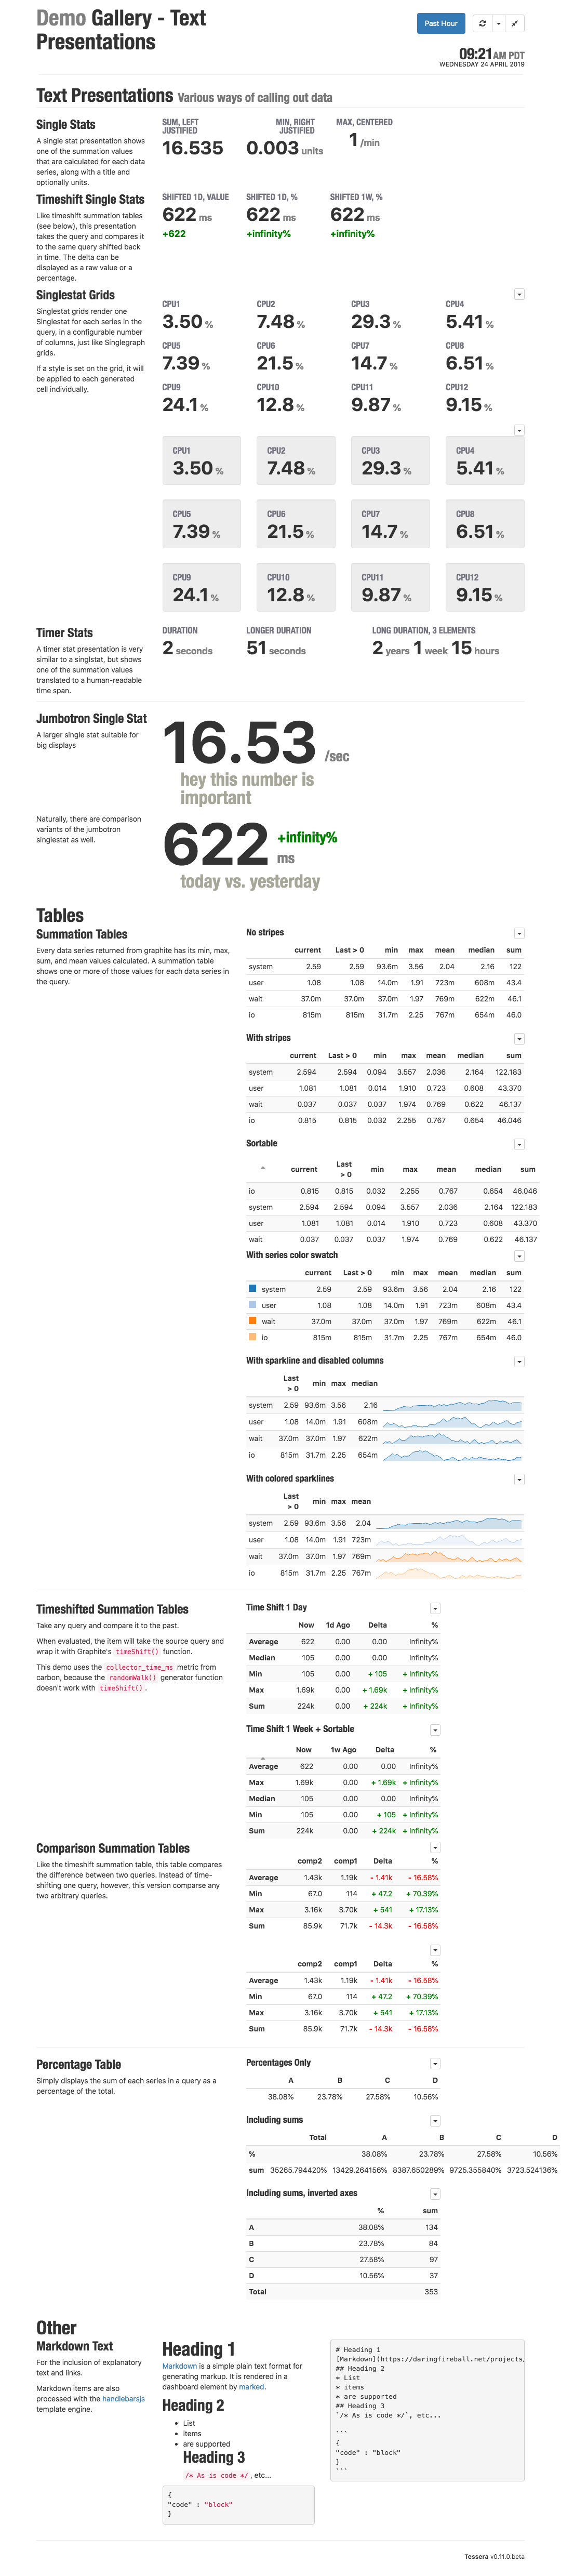 Demo Gallery - Text Presentations
Past Hour
09:21 AM PDT
WEDNESDAY 24 APRIL 2019
Text Presentations Various ways of calling out data
Single Stats
A single stat presentation shows
one of the summation values
that are calculated for each data
series, along with a title and
optionally units.
SUM, LEFT JUSTIFIED
16.535
MIN, RIGHT JUSTIFIED
0.003 units
MAX, CENTERED
1 /min
Timeshift Single Stats
Like timeshift summation tables
(see below), this presentation
takes the query and compares it
to the same query shifted back
in time. The delta can be
displayed as a raw value or a
percentage.
SHIFTED 1D, VALUE
622 ms
+622
SHIFTED 1D, %
622 ms
+infinity%
SHIFTED 1W, %
622 ms
+infinity%
Singlestat Grids
Singlestat grids render one
Singlestat for each series in the
query, in a configurable number
of columns, just like Singlegraph
grids.
If a style is set on the grid, it will
be applied to each generated
cell individually.
CPU1 CPU2 CPU3 CPU4
3.50 % 7.48 % 29.3 % 5.41 %
CPU5 CPU6 CPU7 CPU8
7.39 % 21.5 % 14.7 % 6.51 %
CPU9 CPU10 CPU11 CPU12
24.1 % 12.8 % 9.87 % 9.15 %
CPU1 CPU2 CPU3 CPU4
3.50 % 7.48 % 29.3 % 5.41 %
CPU5 CPU6 CPU7 CPU8
7.39 % 21.5 % 14.7 % 6.51 %
CPU9 CPU10 CPU11 CPU12
24.1 % 12.8 % 9.87 % 9.15 %
Timer Stats
A timer stat presentation is very
similar to a singlstat, but shows
one of the summation values
translated to a human-readable
time span.
DURATION
2 seconds
LONGER DURATION
51 seconds
LONG DURATION, 3 ELEMENTS
2 years 1 week 15 hours
Jumbotron Single Stat
A larger single stat suitable for
big displays
16.53 /sec
hey this number is
important
Naturally, there are comparison
variants of the jumbotron
singlestat as well.
622 +infinity%
ms
today vs. yesterday
Tables
Summation Tables
Every data series returned from graphite has its min, max,
sum, and mean values calculated. A summation table
shows one or more of those values for each data series in
the query.
No stripes
current Last > 0 min max mean median sum
system 2.59 2.59 93.6m 3.56 2.04 2.16 122
user 1.08 1.08 14.0m 1.91 723m 608m 43.4
wait 37.0m 37.0m 37.0m 1.97 769m 622m 46.1
io 815m 815m 31.7m 2.25 767m 654m 46.0
With stripes
current Last > 0 min max mean median sum
system 2.594 2.594 0.094 3.557 2.036 2.164 122.183
user 1.081 1.081 0.014 1.910 0.723 0.608 43.370
wait 0.037 0.037 0.037 1.974 0.769 0.622 46.137
io 0.815 0.815 0.032 2.255 0.767 0.654 46.046
Sortable
current Last > 0 min max mean median sum
io 0.815 0.815 0.032 2.255 0.767 0.654 46.046
system 2.594 2.594 0.094 3.557 2.036 2.164 122.183
user 1.081 1.081 0.014 1.910 0.723 0.608 43.370
wait 0.037 0.037 0.037 1.974 0.769 0.622 46.137
With series color swatch
current Last > 0 min max mean median sum
system 2.59 2.59 93.6m 3.56 2.04 2.16 122
user 1.08 1.08 14.0m 1.91 723m 608m 43.4
wait 37.0m 37.0m 37.0m 1.97 769m 622m 46.1
io 815m 815m 31.7m 2.25 767m 654m 46.0
With sparkline and disabled columns
Last > 0 min max median
system 2.59 93.6m 3.56 2.16
user 1.08 14.0m 1.91 608m
wait 37.0m 37.0m 1.97 622m
io 815m 31.7m 2.25 654m
With colored sparklines
Last > 0 min max mean
system 2.59 93.6m 3.56 2.04
user 1.08 14.0m 1.91 723m
wait 37.0m 37.0m 1.97 769m
io 815m 31.7m 2.25 767m
Timeshifted Summation Tables
Take any query and compare it to the past.
When evaluated, the item will take the source query and
wrap it with Graphite's timeShift() function.
This demo uses the collector_time_ms metric from
carbon, because the randomWalk() generator function
doesn't work with timeShift() .
Time Shift 1 Day
Now 1d Ago Delta %
Average 622 0.00 0.00 Infinity%
Median 105 0.00 0.00 Infinity%
Min 105 0.00 + 105 + Infinity%
Max 1.69k 0.00 + 1.69k + Infinity%
Sum 224k 0.00 + 224k + Infinity%
Time Shift 1 Week + Sortable
Now 1w Ago Delta %
Average 622 0.00 0.00 Infinity%
Max 1.69k 0.00 + 1.69k + Infinity%
Median 105 0.00 0.00 Infinity%
Min 105 0.00 + 105 + Infinity%
Sum 224k 0.00 + 224k + Infinity%
Comparison Summation Tables
Like the timeshift summation table, this table compares
the difference between two queries. Instead of time-
shifting one query, however, this version comparse any
two arbitrary queries.
comp2 comp1 Delta %
Average 1.43k 1.19k - 1.41k - 16.58%
Min 67.0 114 + 47.2 + 70.39%
Max 3.16k 3.70k + 541 + 17.13%
Sum 85.9k 71.7k - 14.3k - 16.58%
comp2 comp1 Delta %
Average 1.43k 1.19k - 1.41k - 16.58%
Min 67.0 114 + 47.2 + 70.39%
Max 3.16k 3.70k + 541 + 17.13%
Sum 85.9k 71.7k - 14.3k - 16.58%
Percentage Table
Simply displays the sum of each series in a query as a
percentage of the total.
Percentages Only
A B C D
38.08% 23.78% 27.58% 10.56%
Including sums
Total A B C D
% 38.08% 23.78% 27.58% 10.56%
sum 35265.794420% 13429.264156% 8387.650289% 9725.355840% 3723.524136%
Including sums, inverted axes
% sum
A 38.08% 134
B 23.78% 84
C 27.58% 97
D 10.56% 37
Total 353
Other
Markdown Text
For the inclusion of explanatory
text and links.
Markdown items are also
processed with the handlebarsjs
template engine.
Heading 1
Markdown is a simple plain text format for
generating markup. It is rendered in a
dashboard element by marked.
Heading 2
List
items
are supported
Heading 3
/* As is code */ , etc...
{
"code" : "block"
}
# Heading 1
[Markdown](https://daringfireball.net/projects,
## Heading 2
* List
* items
* are supported
## Heading 3
`/* As is code */`, etc...
```
{
"code" : "block"
}
```
Tessera v0.11.0.beta